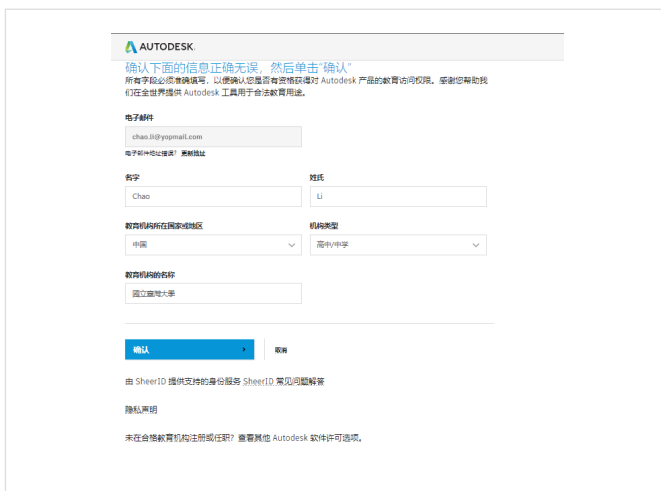 AUTODESK.
确认下面的信息正确无误，然后单击“确认”
所有字段必须准确填写，以便确认您是否有资格获得对 Autodesk 产品的教育访问权限。感谢您帮助我
们在全世界提供 Autodesk 工具用于合法教育用途。
电子邮件
chao.li@yopmail.com
电子邮件地址错误? 更新地址
名字 姓氏
Chao Li
教育机构所在国家或地区 机构类型
中国 高中/中学
教育机构的名称
國立臺灣大學
确认 取消
由 SheerID 提供支持的身份服务 SheerID 常见问题解答
隐私声明
未在合格教育机构注册或任职? 查看其他 Autodesk 软件许可选项。